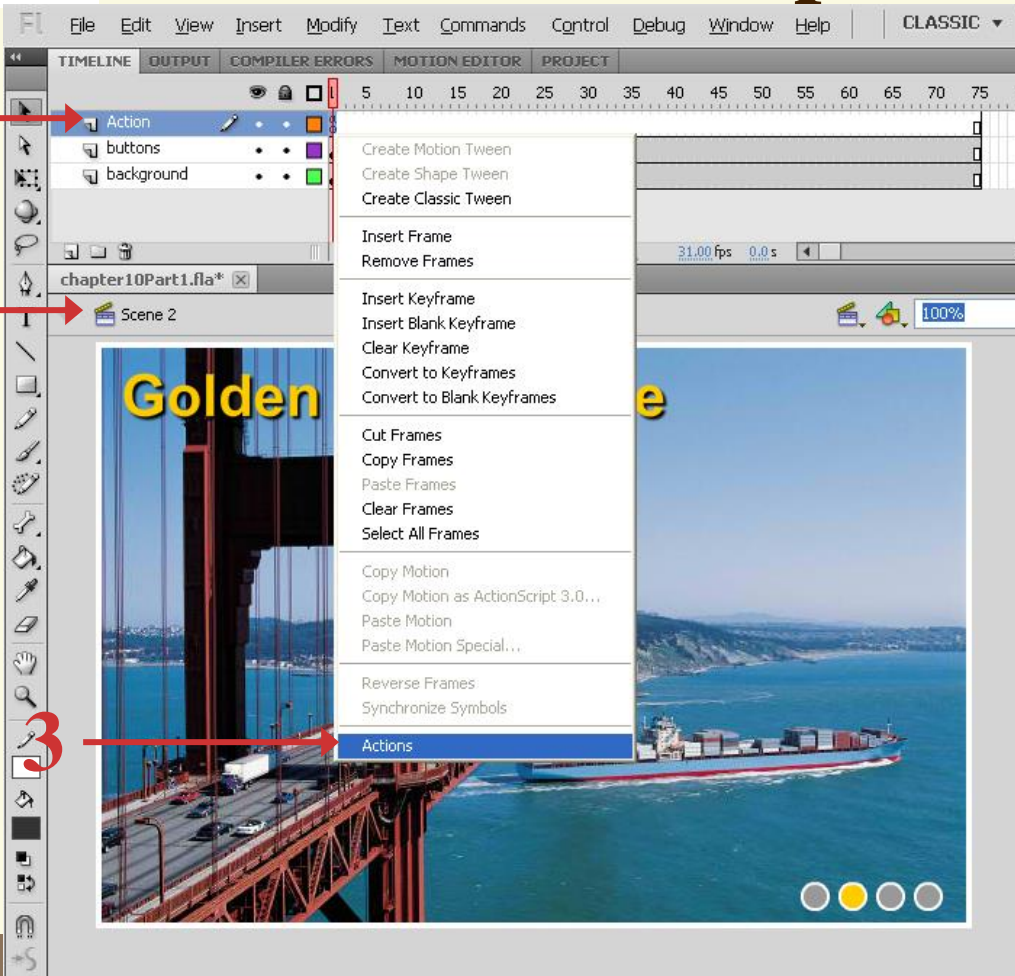 Fl File Edit View Insert Modify Text Commands Control Debug Window Help CLASSIC
TIMELINE OUTPUT COMPILER ERRORS MOTION EDITOR PROJECT
5 10 15 20 25 30 35 40 45 50 55 60 65 70 75
Action
buttons
background
31.00 fps 0.0 s
chapter10Part1.fla*
Scene 2
100%
Golden
e
Create Motion Tween
Create Shape Tween
Create Classic Tween
Insert Frame
Remove Frames
Insert Keyframe
Insert Blank Keyframe
Clear Keyframe
Convert to Keyframes
Convert to Blank Keyframes
Cut Frames
Copy Frames
Paste Frames
Clear Frames
Select All Frames
Copy Motion
Copy Motion as ActionScript 3.0...
Paste Motion
Paste Motion Special...
Reverse Frames
Synchronize Symbols
Actions
3